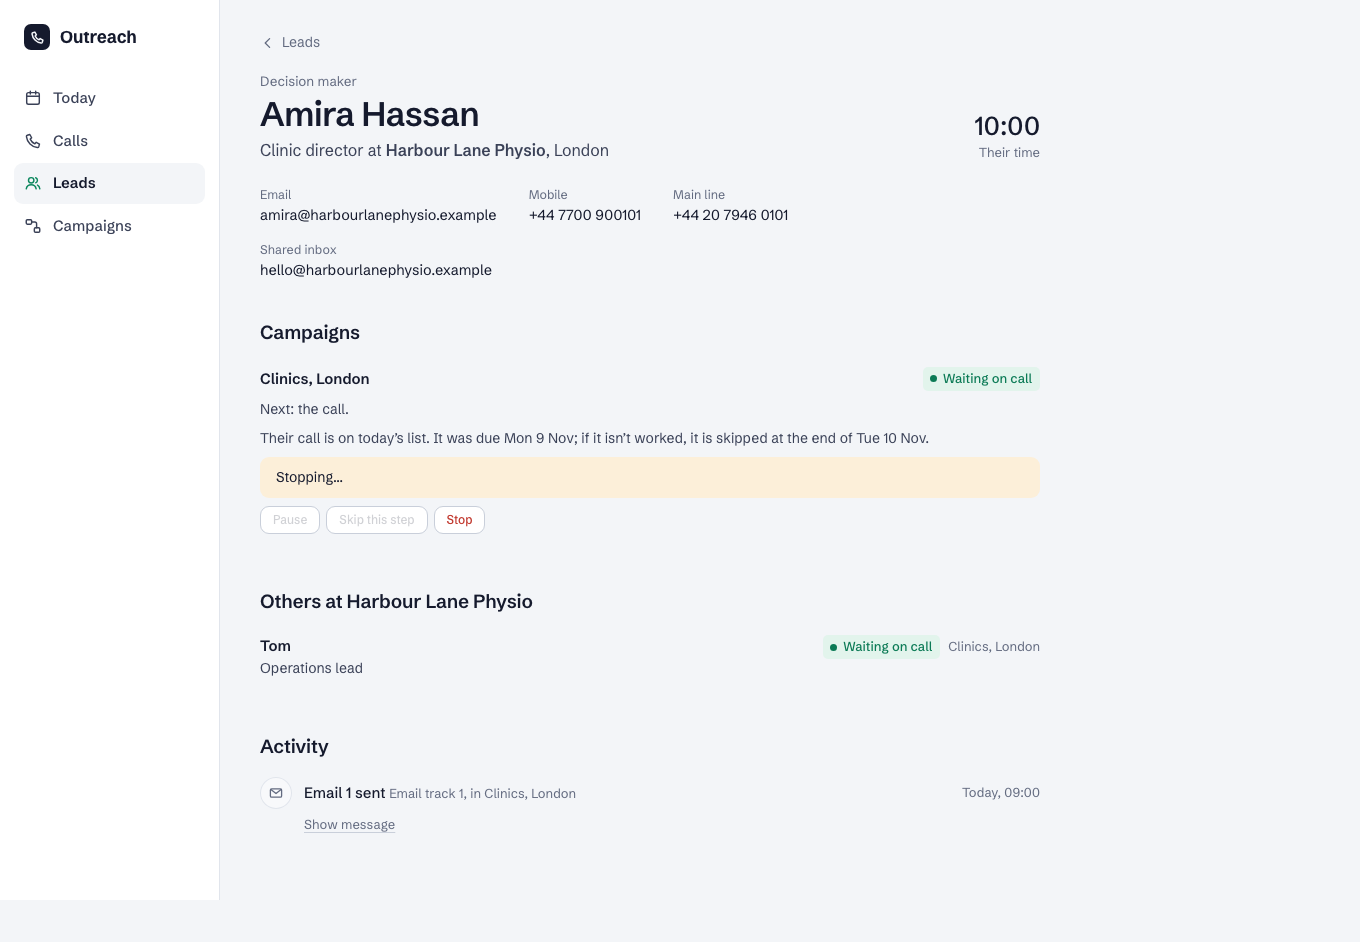 Outreach
Today
Calls
Leads
Campaigns
Leads
Decision maker
Amira Hassan
Clinic director at Harbour Lane Physio, London
10:00
Their time
Email
amira@harbourlanephysio.example
Mobile
+44 7700 900101
Main line
+44 20 7946 0101
Shared inbox
hello@harbourlanephysio.example
Campaigns
Clinics, London
Waiting on call
Next: the call.
Their call is on today’s list. It was due Mon 9 Nov; if it isn’t worked, it is skipped at the end of Tue 10 Nov.
Stopping…
Pause
Skip this step
Stop
Others at Harbour Lane Physio
Tom
Waiting on call
Clinics, London
Operations lead
Activity
Email 1 sent Email track 1, in Clinics, London
Today, 09:00
Show message